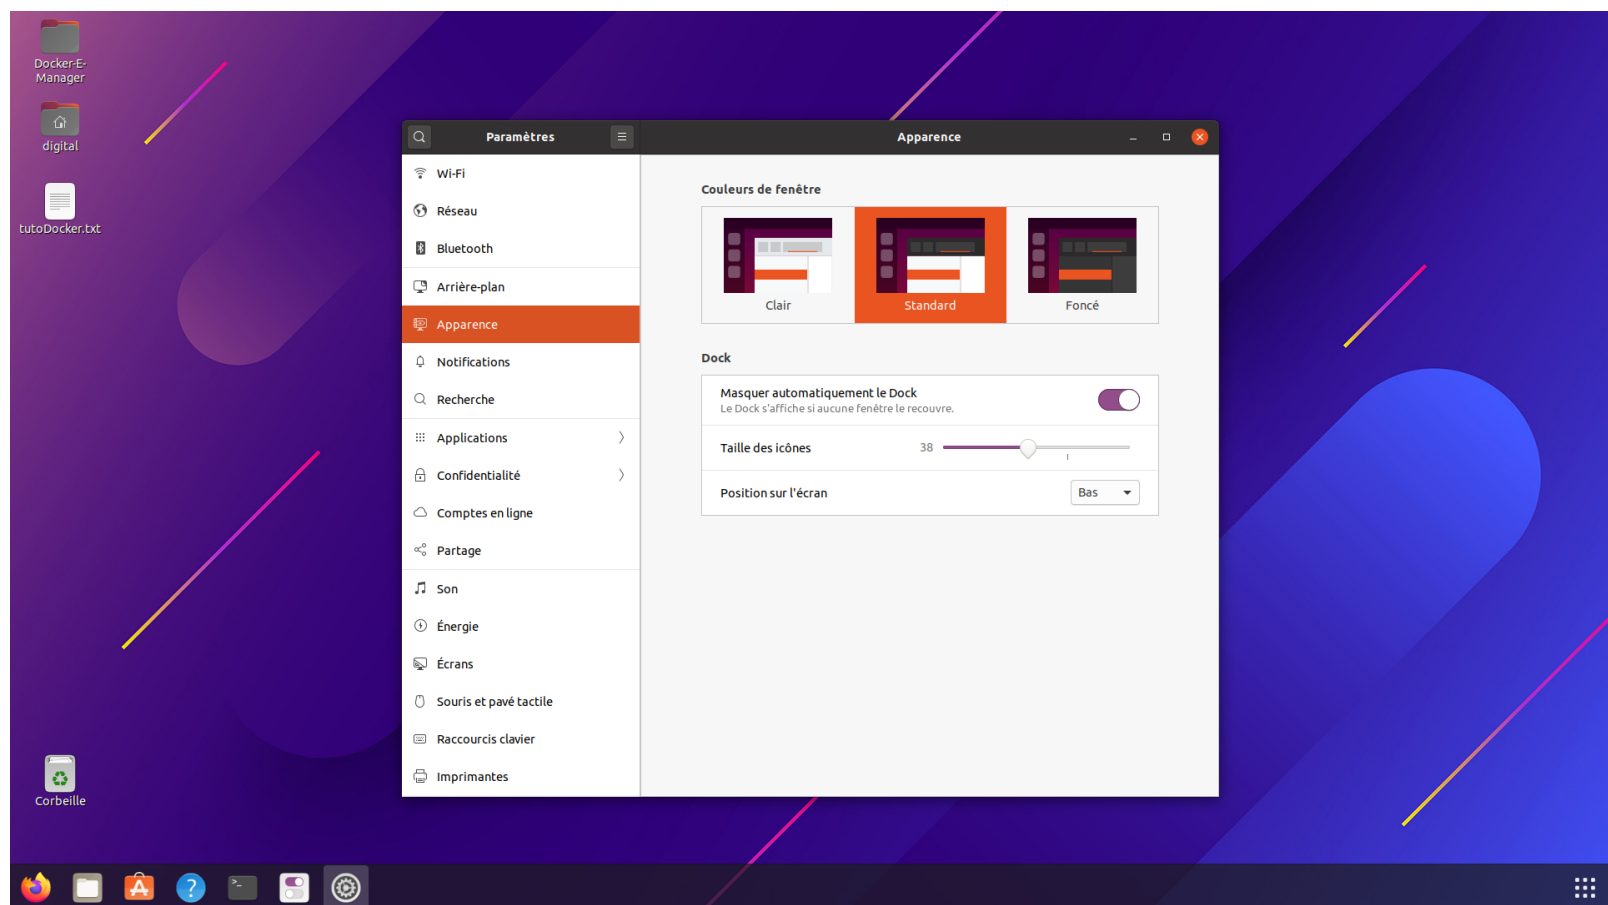 Docker-E-
Manager
digital
tutoDocker.txt
Corbeille
Paramètres
Apparence
Wi-Fi
Réseau
Bluetooth
Arrière-plan
Apparence
Notifications
Recherche
Applications
Confidentialité
Comptes en ligne
Partage
Son
Énergie
Écrans
Souris et pavé tactile
Raccourcis clavier
Imprimantes
Couleurs de fenêtre
Clair
Standard
Foncé
Dock
Masquer automatiquement le Dock
Le Dock s'affiche si aucune fenêtre le recouvre.
Taille des icônes 38
Position sur l'écran Bas